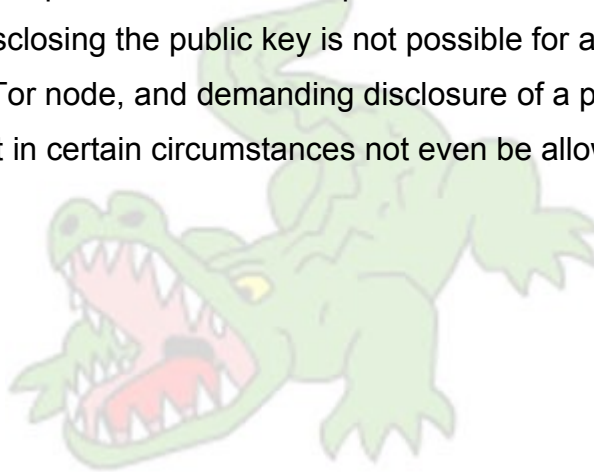 sclosing the public key is not possible for a
Tor node, and demanding disclosure of a p
t in certain circumstances not even be allow